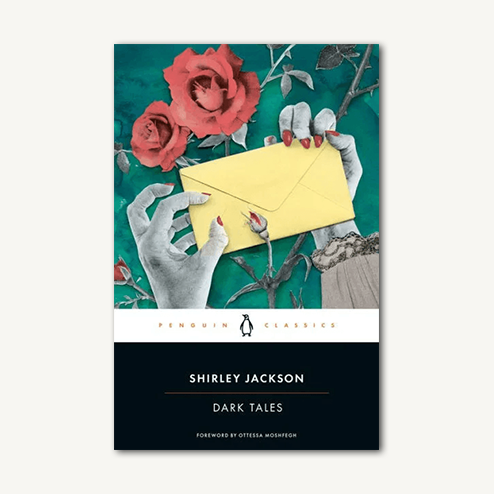 PENGUIN CLASSICS
SHIRLEY JACKSON
DARK TALES
FOREWORD BY OTTESSA MOSHFEGH